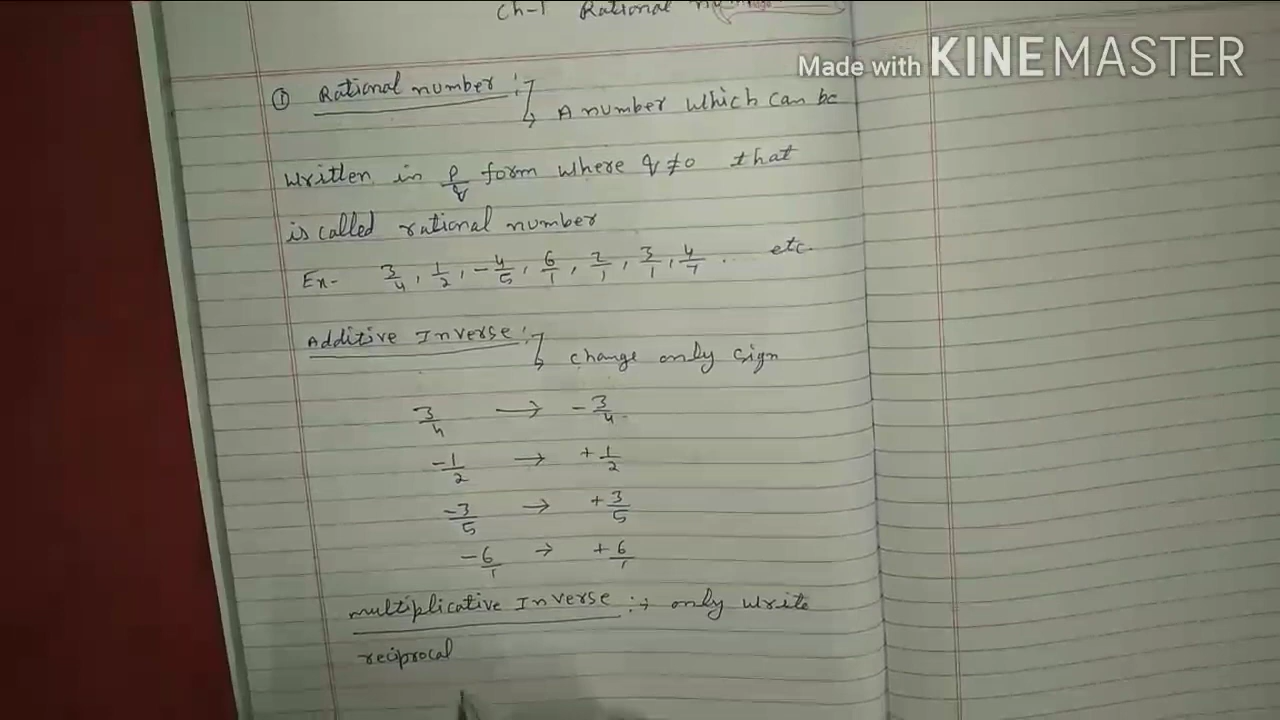 Ch-1 Rational
Made with KINEMASTER
① Rational number :
A number which can be
written in p/q form where q≠0 that
is called rational number
Ex- 3/4, 1/2, -4/5, 6/1, 2/1, 3/1, 4/7 . etc.
Additive Inverse :
change only sign
3/4 → -3/4
-1/2 → +1/2
-3/5 → +3/5
-6/1 → +6/1
multiplicative Inverse :→ only write
reciprocal